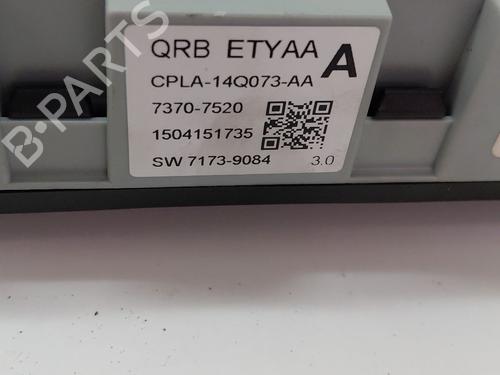 QRB ETYAA A
CPLA-14Q073-AA
7370-7520
1504151735
SW 7173-9084 3.0
B-PARTS